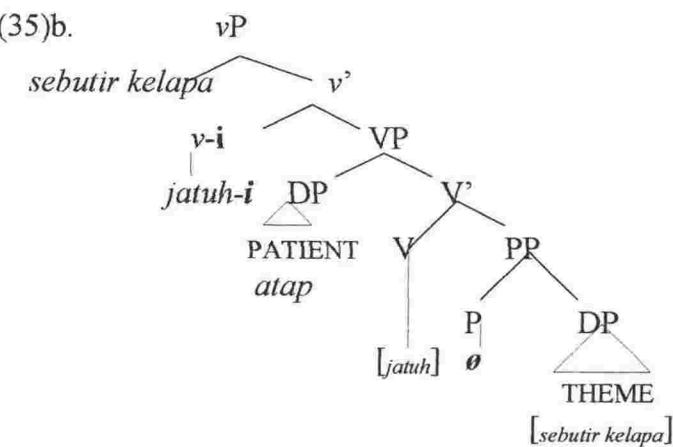 (35)b. vP
sebutir kelapa v’
v-i VP
jatuh-i DP V’
PATIENT V PP
atap
P DP
[jatuh] ø
THEME
[sebutir kelapa]